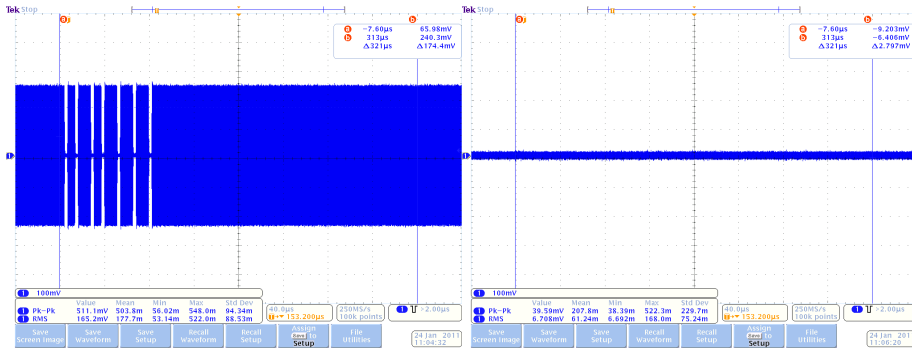 Tek Stop
a b
a -7.60µs 65.98mV
b 313µs 240.3mV
Δ321µs Δ174.4mV
1
1 100mV
Value Mean Min Max Std Dev
1 Pk-Pk 511.1mV 503.8m 56.02m 548.0m 94.34m
1 RMS 165.2mV 177.7m 53.14m 522.0m 88.53m
40.0µs
153.200µs
250MS/s
100k points
1 >2.00µs
Save Screen Image
Save Waveform
Save Setup
Recall Waveform
Recall Setup
Assign Save to Setup
File Utilities
24 Jan 2011
11:04:32
Tek Stop
a b
a -7.60µs -9.203mV
b 313µs -6.406mV
Δ321µs Δ2.797mV
1
1 100mV
Value Mean Min Max Std Dev
1 Pk-Pk 39.59mV 207.8m 38.39m 522.3m 229.7m
1 RMS 6.708mV 61.24m 6.692m 168.0m 75.24m
40.0µs
153.200µs
250MS/s
100k points
1 >2.00µs
Save Screen Image
Save Waveform
Save Setup
Recall Waveform
Recall Setup
Assign Save to Setup
File Utilities
24 Jan 201
11:06:20